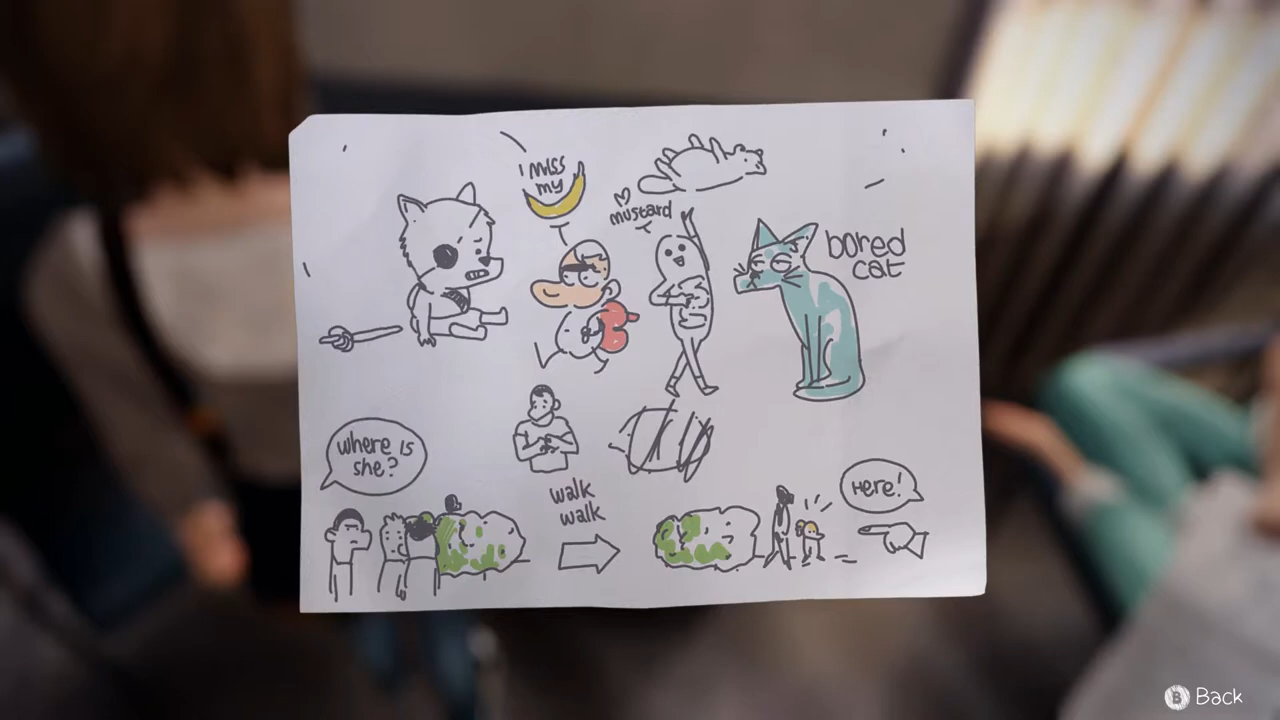 I MISS
MY
mustard
bored
cat
where is
she?
walk
walk
Here!
B Back